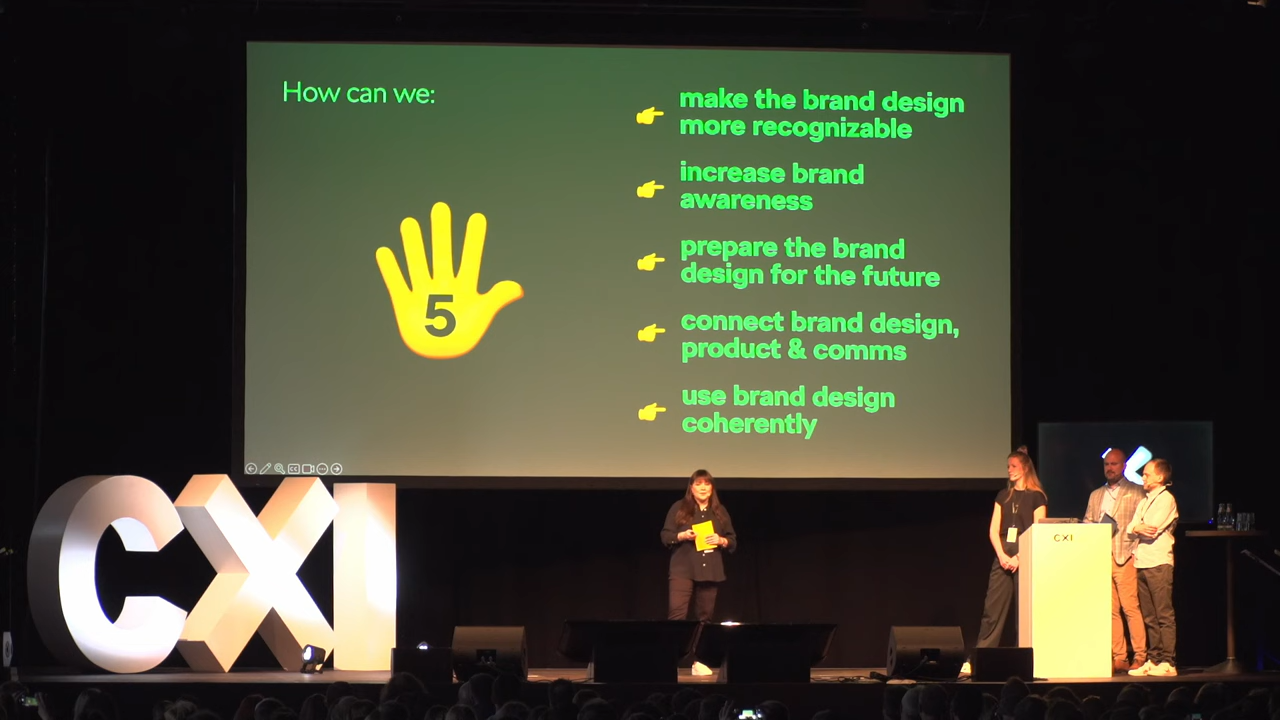 How can we:
5
make the brand design
more recognizable
increase brand
awareness
prepare the brand
design for the future
connect brand design,
product & comms
use brand design
coherently
CXI
CXI